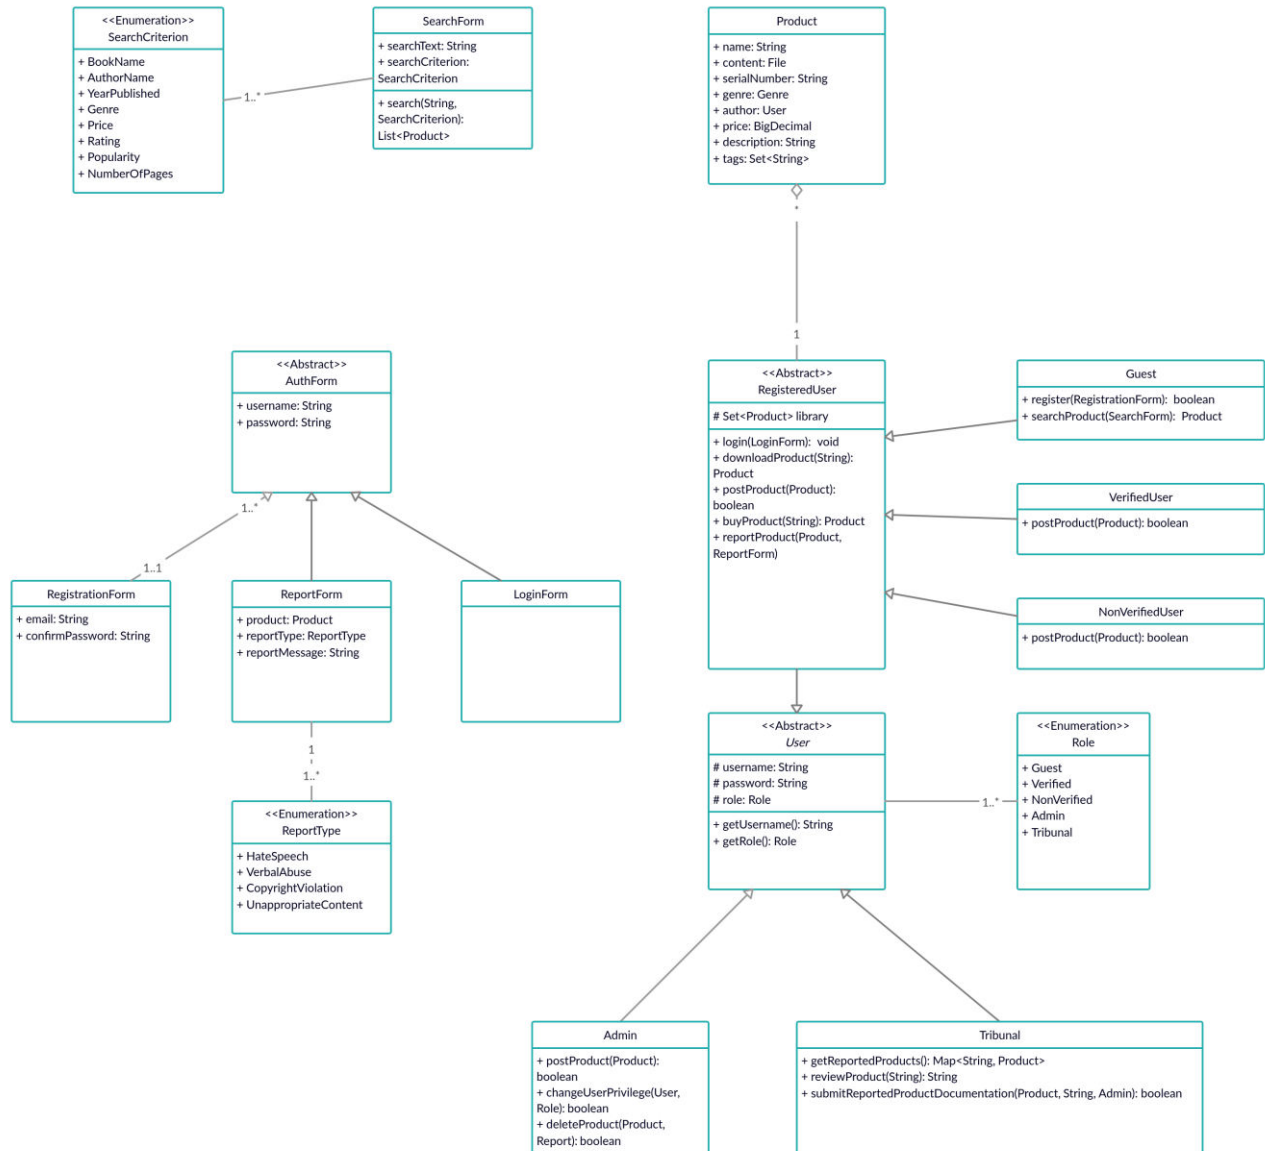 <<Enumeration>>
SearchCriterion
+ BookName
+ AuthorName
+ YearPublished
+ Genre
+ Price
+ Rating
+ Popularity
+ NumberOfPages
1..*
SearchForm
+ searchText: String
+ searchCriterion:
SearchCriterion
+ search(String,
SearchCriterion):
List<Product>
Product
+ name: String
+ content: File
+ serialNumber: String
+ genre: Genre
+ author: User
+ price: BigDecimal
+ description: String
+ tags: Set<String>
*
1
<<Abstract>>
AuthForm
+ username: String
+ password: String
1..*
1..1
RegistrationForm
+ email: String
+ confirmPassword: String
ReportForm
+ product: Product
+ reportType: ReportType
+ reportMessage: String
LoginForm
1
1..*
<<Enumeration>>
ReportType
+ HateSpeech
+ VerbalAbuse
+ CopyrightViolation
+ UnappropriateContent
<<Abstract>>
RegisteredUser
# Set<Product> library
+ login(LoginForm): void
+ downloadProduct(String):
Product
+ postProduct(Product):
boolean
+ buyProduct(String): Product
+ reportProduct(Product,
ReportForm)
Guest
+ register(RegistrationForm): boolean
+ searchProduct(SearchForm): Product
VerifiedUser
+ postProduct(Product): boolean
NonVerifiedUser
+ postProduct(Product): boolean
<<Abstract>>
User
# username: String
# password: String
# role: Role
+ getUsername(): String
+ getRole(): Role
1..*
<<Enumeration>>
Role
+ Guest
+ Verified
+ NonVerified
+ Admin
+ Tribunal
Admin
+ postProduct(Product):
boolean
+ changeUserPrivilege(User,
Role): boolean
+ deleteProduct(Product,
Report): boolean
Tribunal
+ getReportedProducts(): Map<String, Product>
+ reviewProduct(String): String
+ submitReportedProductDocumentation(Product, String, Admin): boolean